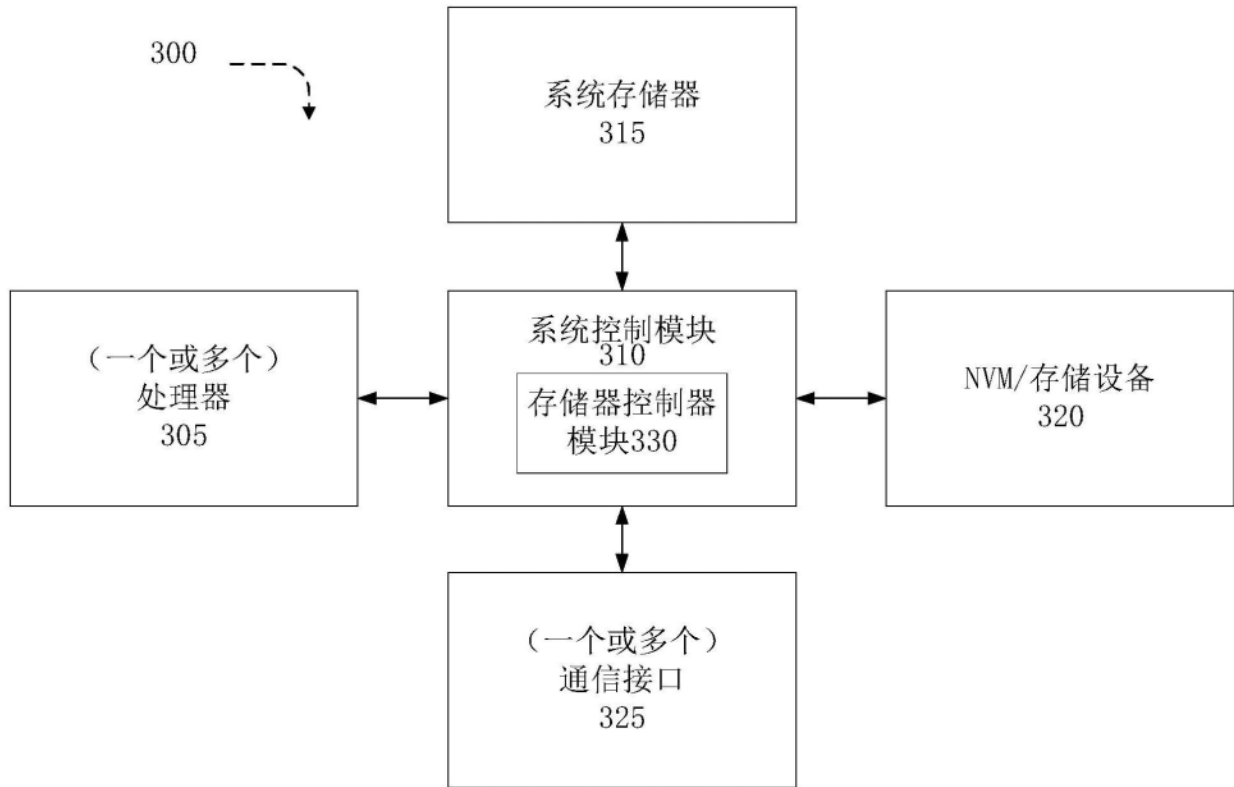 300
系统存储器
315
（一个或多个）
处理器
305
系统控制模块
310
存储器控制器
模块330
NVM/存储设备
320
（一个或多个）
通信接口
325